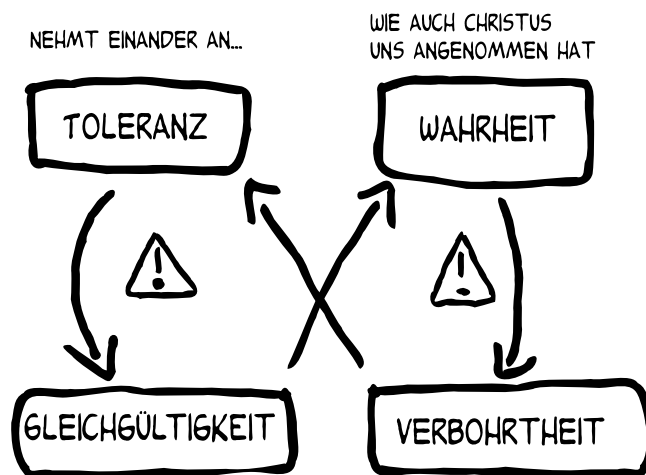 NEHMT EINANDER AN...
WIE AUCH CHRISTUS
UNS ANGENOMMEN HAT
TOLERANZ
WAHRHEIT
!
!
GLEICHGÜLTIGKEIT
VERBOHRTHEIT